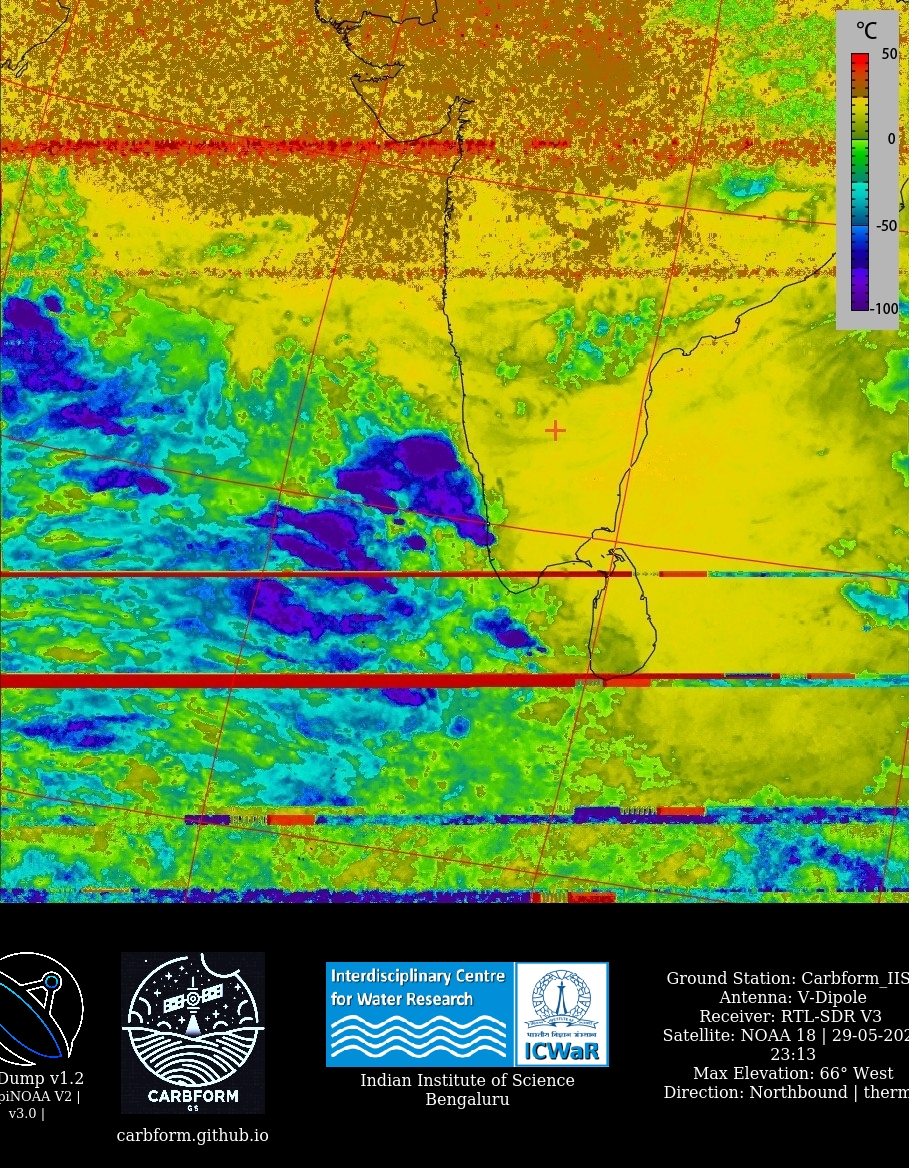 °C
50
0
-50
-100
Dump v1.2
piNOAA V2 |
v3.0 |
CARBFORM
GS
carbform.github.io
Interdisciplinary Centre
for Water Research
ICWaR
Indian Institute of Science
Bengaluru
Ground Station: Carbform_IIS
Antenna: V-Dipole
Receiver: RTL-SDR V3
Satellite: NOAA 18 | 29-05-202
23:13
Max Elevation: 66° West
Direction: Northbound | therm